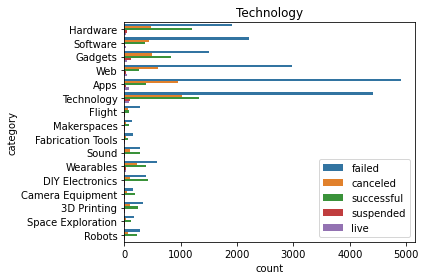 Technology
Hardware
Software
Gadgets
Web
Apps
Technology
Flight
Makerspaces
Fabrication Tools
Sound
Wearables
DIY Electronics
Camera Equipment
3D Printing
Space Exploration
Robots
category
failed
canceled
successful
suspended
live
0 1000 2000 3000 4000 5000
count